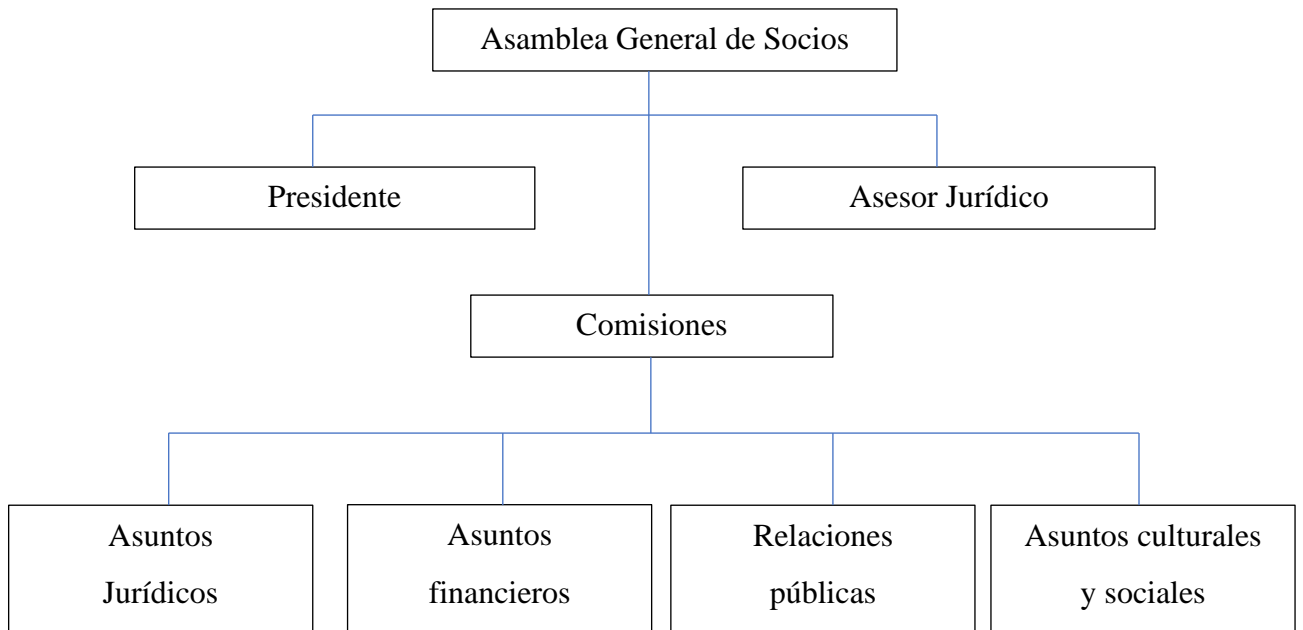 Asamblea General de Socios
Presidente
Asesor Jurídico
Comisiones
Asuntos
Jurídicos
Asuntos
financieros
Relaciones
públicas
Asuntos culturales
y sociales